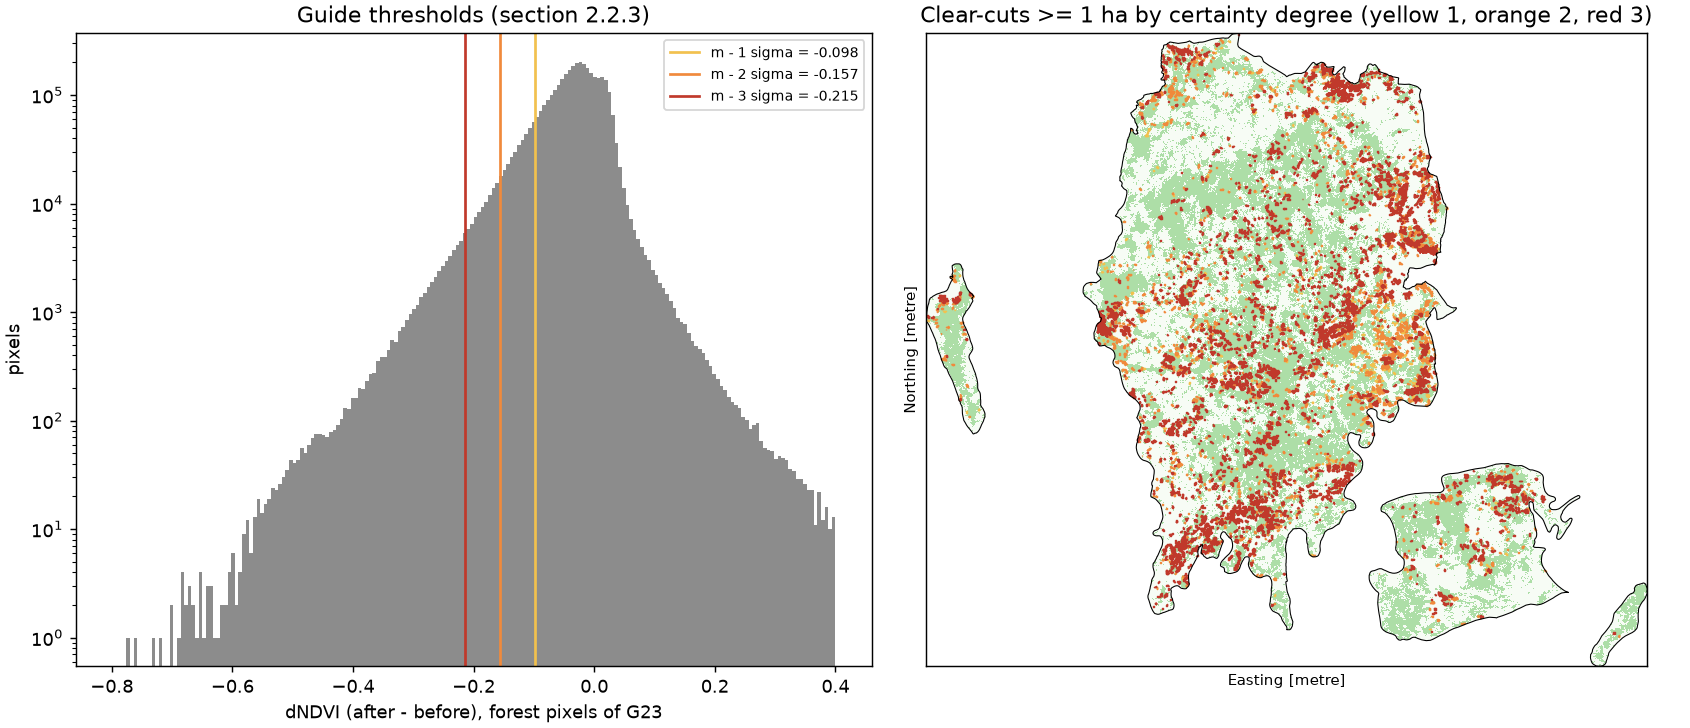 Guide thresholds (section 2.2.3)
m - 1 sigma = -0.098
m - 2 sigma = -0.157
m - 3 sigma = -0.215
pixels
10⁵
10⁴
10³
10²
10¹
10⁰
−0.8 −0.6 −0.4 −0.2 0.0 0.2 0.4
dNDVI (after - before), forest pixels of G23
Clear-cuts >= 1 ha by certainty degree (yellow 1, orange 2, red 3)
Northing [metre]
Easting [metre]